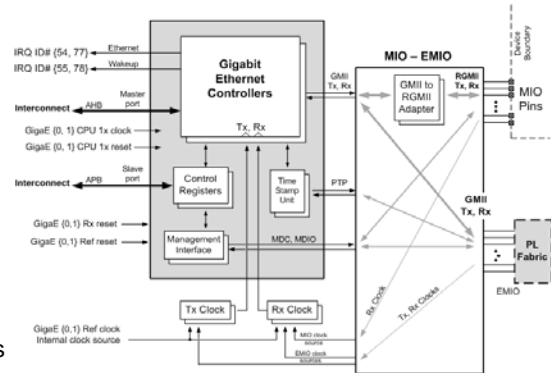 IRQ ID# {54, 77}
Ethernet
IRQ ID# {55, 78}
Wakeup
Interconnect
AHB
Master
port
GigaE {0, 1} CPU 1x clock
GigaE {0, 1} CPU 1x reset
Interconnect
APB
Slave
port
GigaE {0,1} Rx reset
GigaE {0,1} Ref reset
GigaE {0,1} Ref clock
Internal clock source
s
Gigabit
Ethernet
Controllers
Tx, Rx
Control
Registers
Time
Stamp
Unit
Management
Interface
MDC, MDIO
PTP
GMII
Tx, Rx
Tx Clock
Rx Clock
MIO clock
source
EMIO clock
sources
MIO – EMIO
GMII to
RGMII
Adapter
RGMII
Tx, Rx
GMII
Tx, Rx
Rx Clock
Tx, Rx Clocks
Device
Boundary
MIO
Pins
PL
Fabric
EMIO